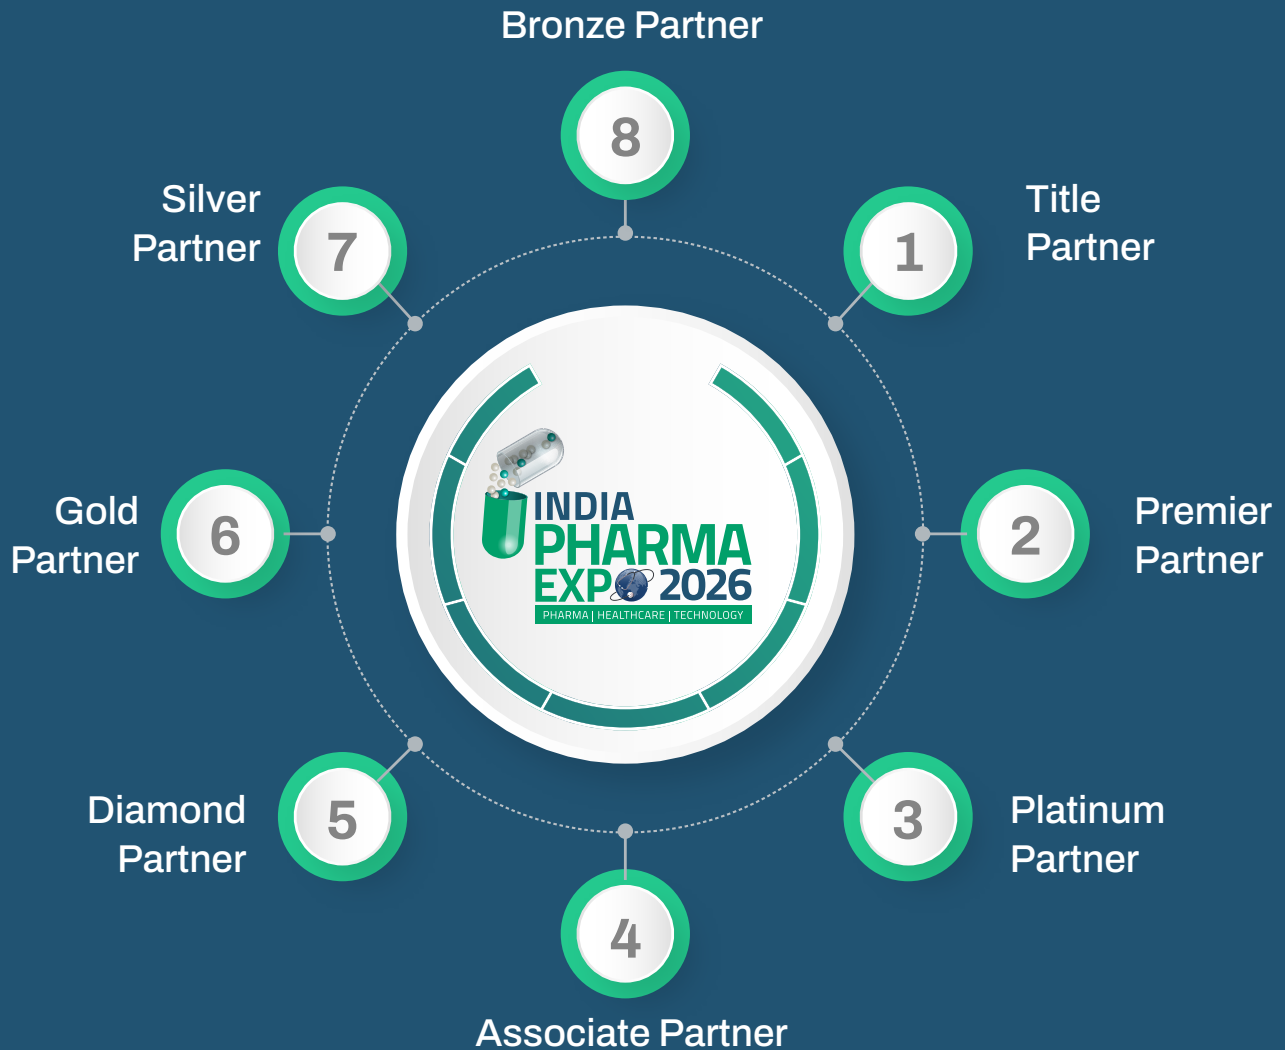 Bronze Partner
8
Silver
Partner
7
1
Title
Partner
INDIA
PHARMA
EXPO 2026
PHARMA | HEALTHCARE | TECHNOLOGY
Gold
Partner
6
2
Premier
Partner
Diamond
Partner
5
3
Platinum
Partner
4
Associate Partner